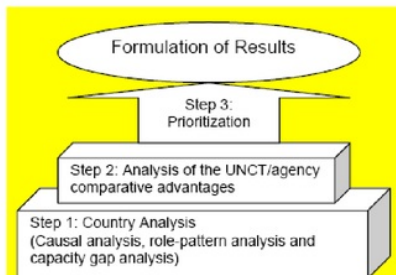 Formulation of Results
Step 3:
Prioritization
Step 2: Analysis of the UNCT/agency
comparative advantages
Step 1: Country Analysis
(Causal analysis, role-pattern analysis and
capacity gap analysis)